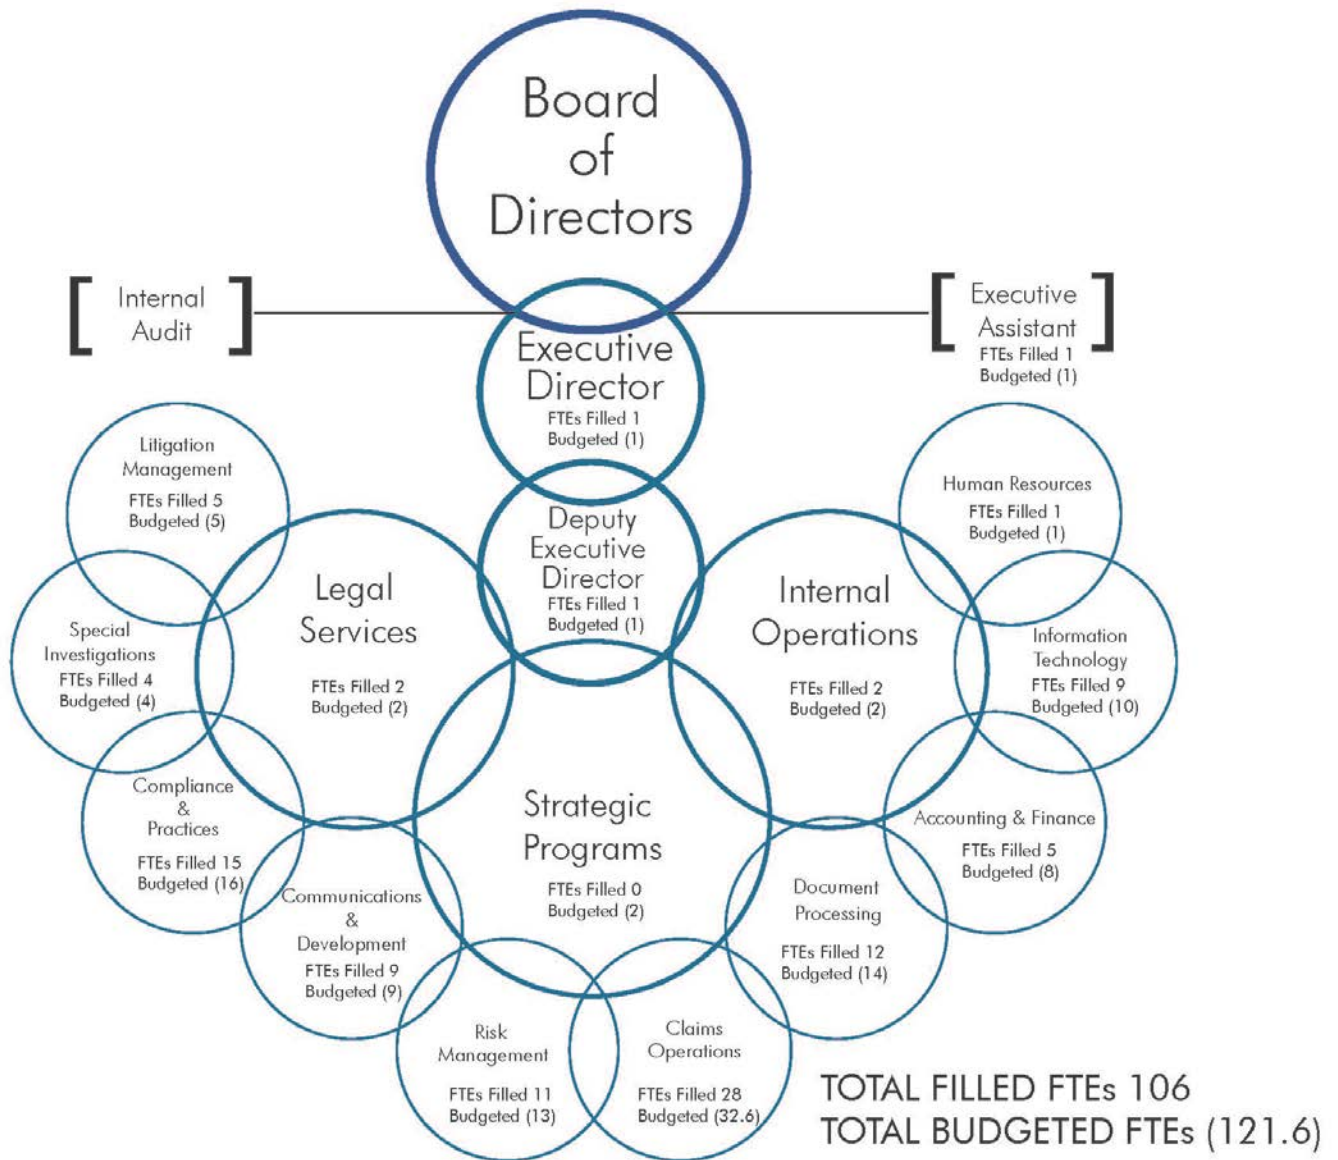 Board
of
Directors
[ Internal
Audit ]
[ Executive
Assistant ]
FTEs Filled 1
Budgeted (1)
Executive
Director
FTEs Filled 1
Budgeted (1)
Deputy
Executive
Director
FTEs Filled 1
Budgeted (1)
Litigation
Management
FTEs Filled 5
Budgeted (5)
Special
Investigations
FTEs Filled 4
Budgeted (4)
Legal
Services
FTEs Filled 2
Budgeted (2)
Compliance
&
Practices
FTEs Filled 15
Budgeted (16)
Communications
&
Development
FTEs Filled 9
Budgeted (9)
Strategic
Programs
FTEs Filled 0
Budgeted (2)
Risk
Management
FTEs Filled 11
Budgeted (13)
Claims
Operations
FTEs Filled 28
Budgeted (32.6)
Document
Processing
FTEs Filled 12
Budgeted (14)
Internal
Operations
FTEs Filled 2
Budgeted (2)
Human Resources
FTEs Filled 1
Budgeted (1)
Information
Technology
FTEs Filled 9
Budgeted (10)
Accounting & Finance
FTEs Filled 5
Budgeted (8)
TOTAL FILLED FTEs 106
TOTAL BUDGETED FTEs (121.6)